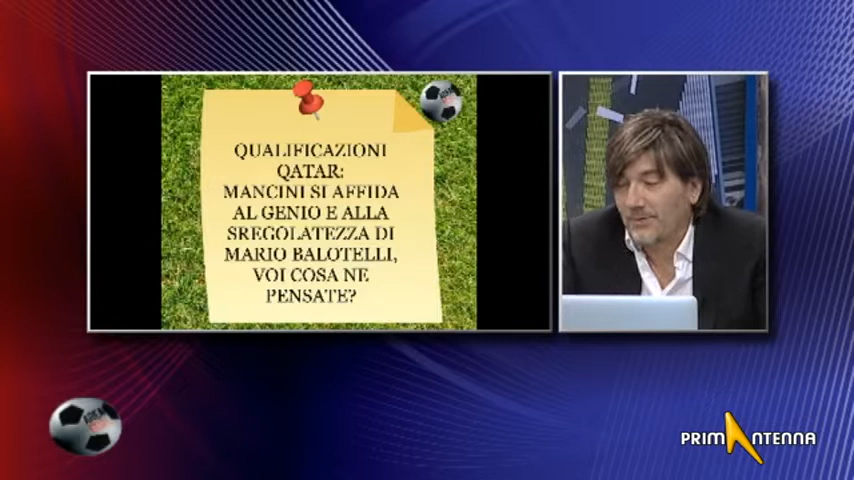 QUALIFICAZIONI
QATAR:
MANCINI SI AFFIDA
AL GENIO E ALLA
SREGOLATEZZA DI
MARIO BALOTELLI,
VOI COSA NE
PENSATE?
PRIMANTENNA